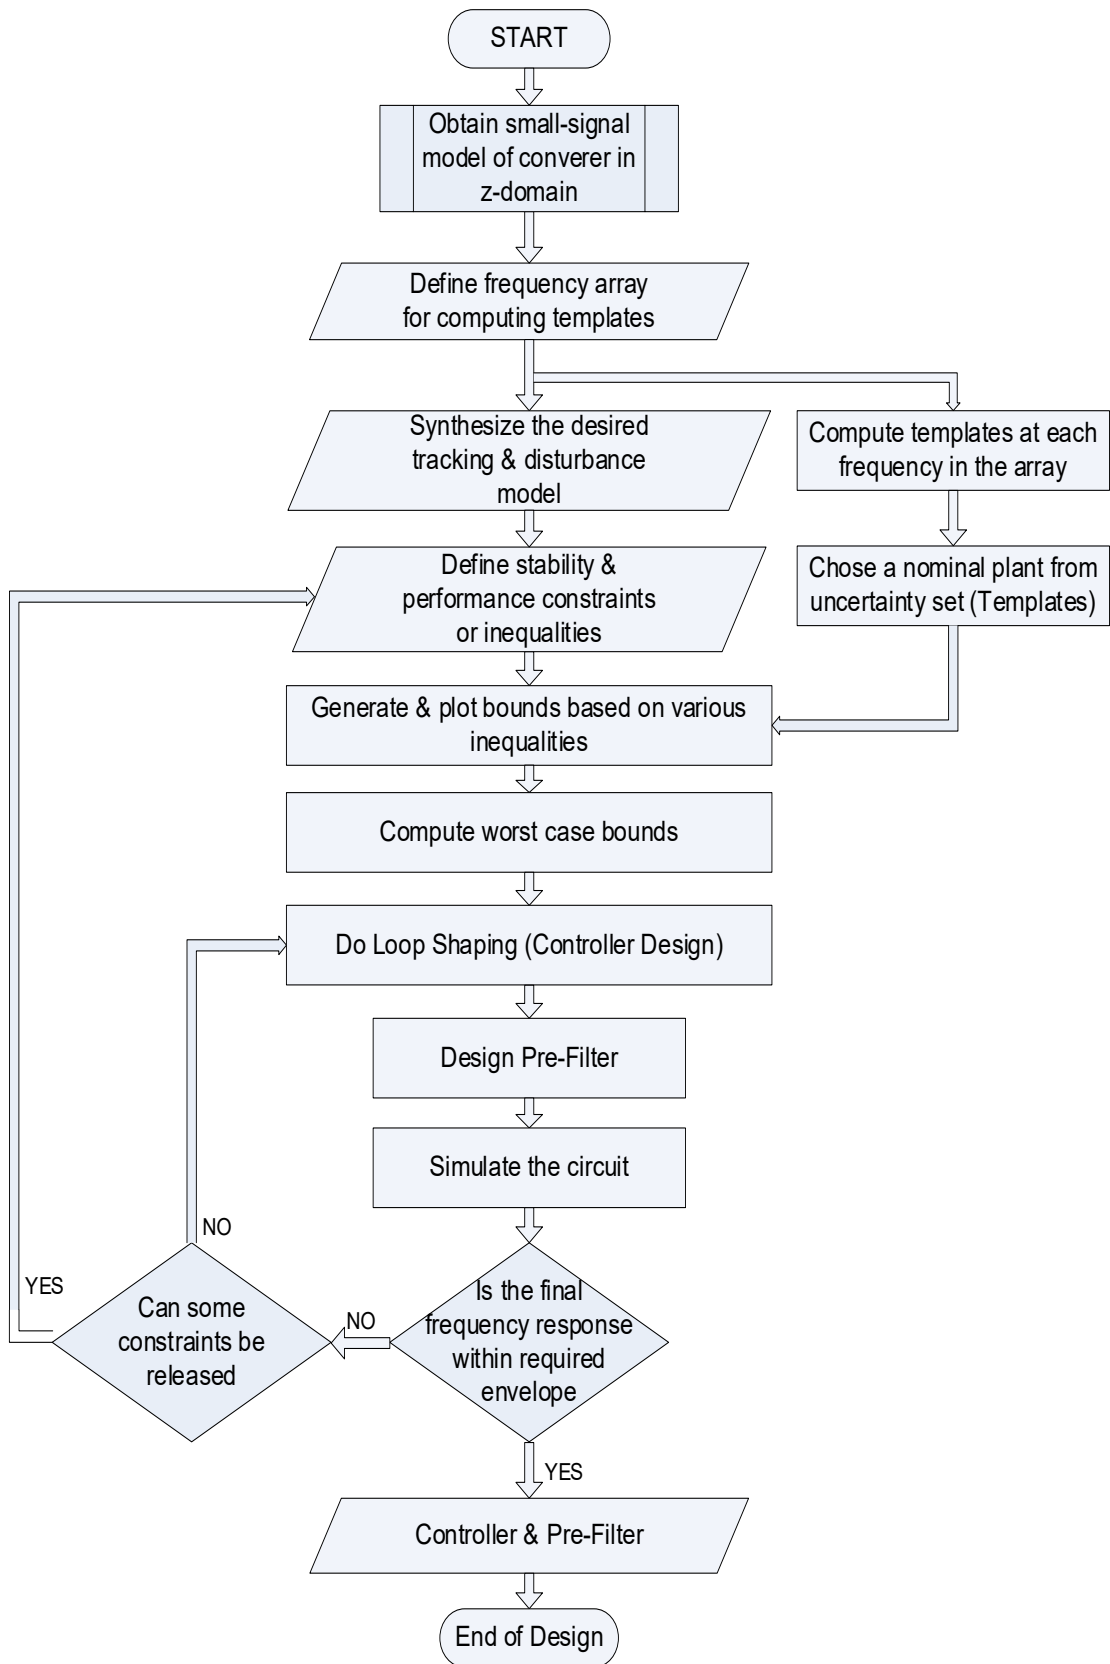 START
Obtain small-signal
model of converer in
z-domain
Define frequency array
for computing templates
Synthesize the desired
tracking & disturbance
model
Compute templates at each
frequency in the array
Define stability &
performance constraints
or inequalities
Chose a nominal plant from
uncertainty set (Templates)
Generate & plot bounds based on various
inequalities
Compute worst case bounds
Do Loop Shaping (Controller Design)
Design Pre-Filter
Simulate the circuit
Is the final
frequency response
within required
envelope
NO
Can some
constraints be
released
NO
YES
YES
Controller & Pre-Filter
End of Design